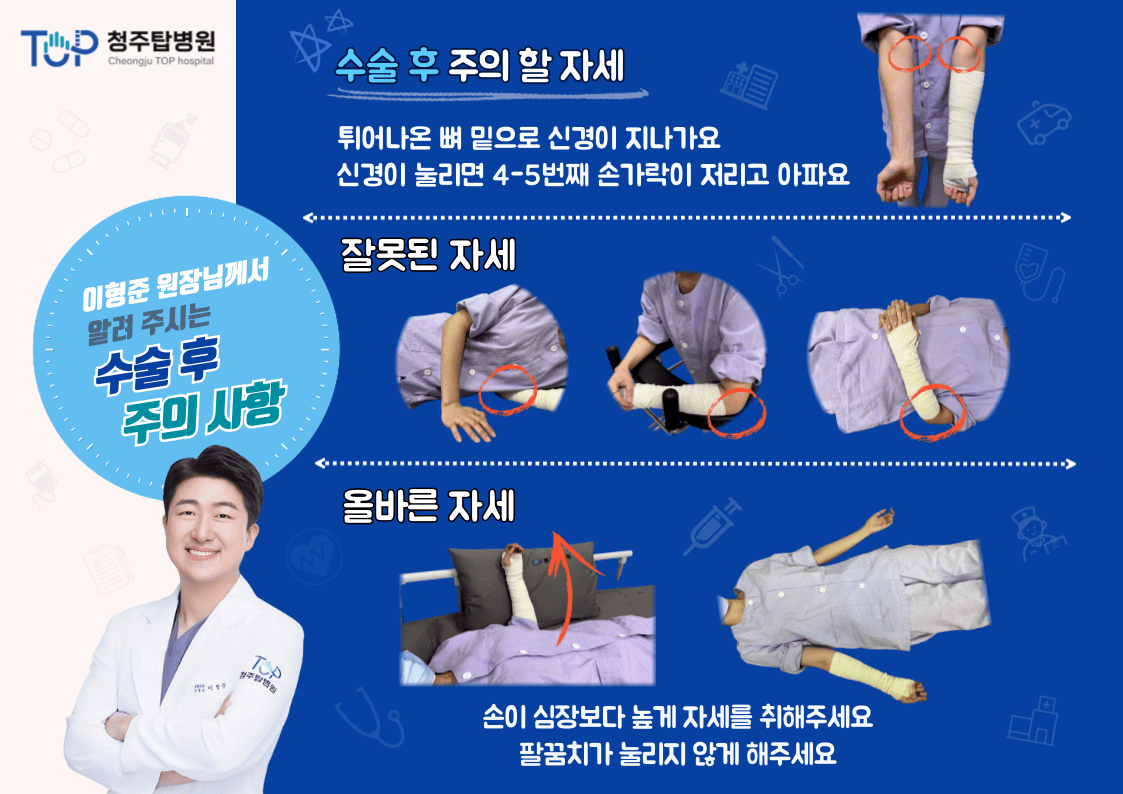 TOP 청주탑병원
Cheongju TOP hospital
수술 후 주의 할 자세
튀어나온 뼈 밑으로 신경이 지나가요
신경이 눌리면 4-5번째 손가락이 저리고 아파요
이형준 원장님께서
알려 주시는
수술 후
주의 사항
잘못된 자세
올바른 자세
손이 심장보다 높게 자세를 취해주세요
팔꿈치가 눌리지 않게 해주세요
TOP
청주탑병원